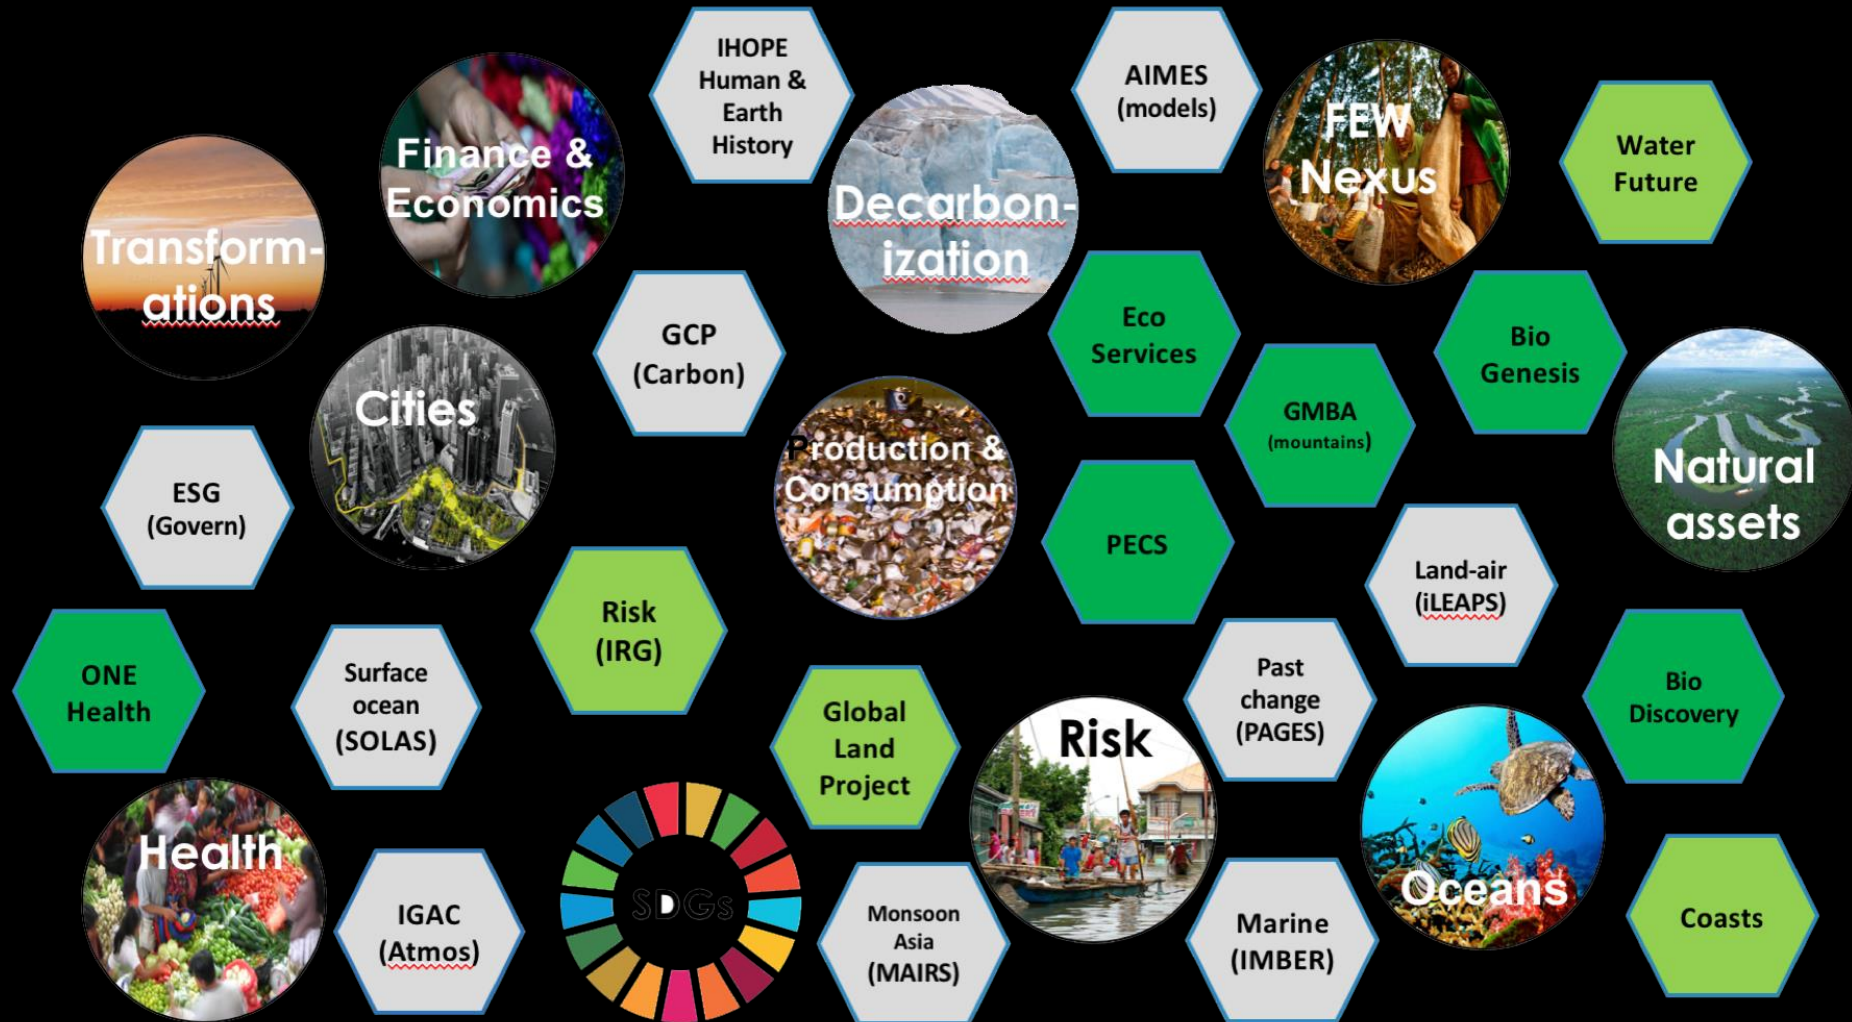 IHOPE
Human &
Earth
History
AIMES
(models)
FEW
Nexus
Water
Future
Finance &
Economics
Decarbon-
ization
Transform-
ations
Eco
Services
Bio
Genesis
GCP
(Carbon)
Cities
GMBA
(mountains)
Production &
Consumption
Natural
assets
ESG
(Govern)
PECS
Land-air
(iLEAPS)
Risk
(IRG)
ONE
Health
Surface
ocean
(SOLAS)
Past
change
(PAGES)
Bio
Discovery
Global
Land
Project
Risk
Health
Oceans
IGAC
(Atmos)
SDGs
Monsoon
Asia
(MAIRS)
Marine
(IMBER)
Coasts